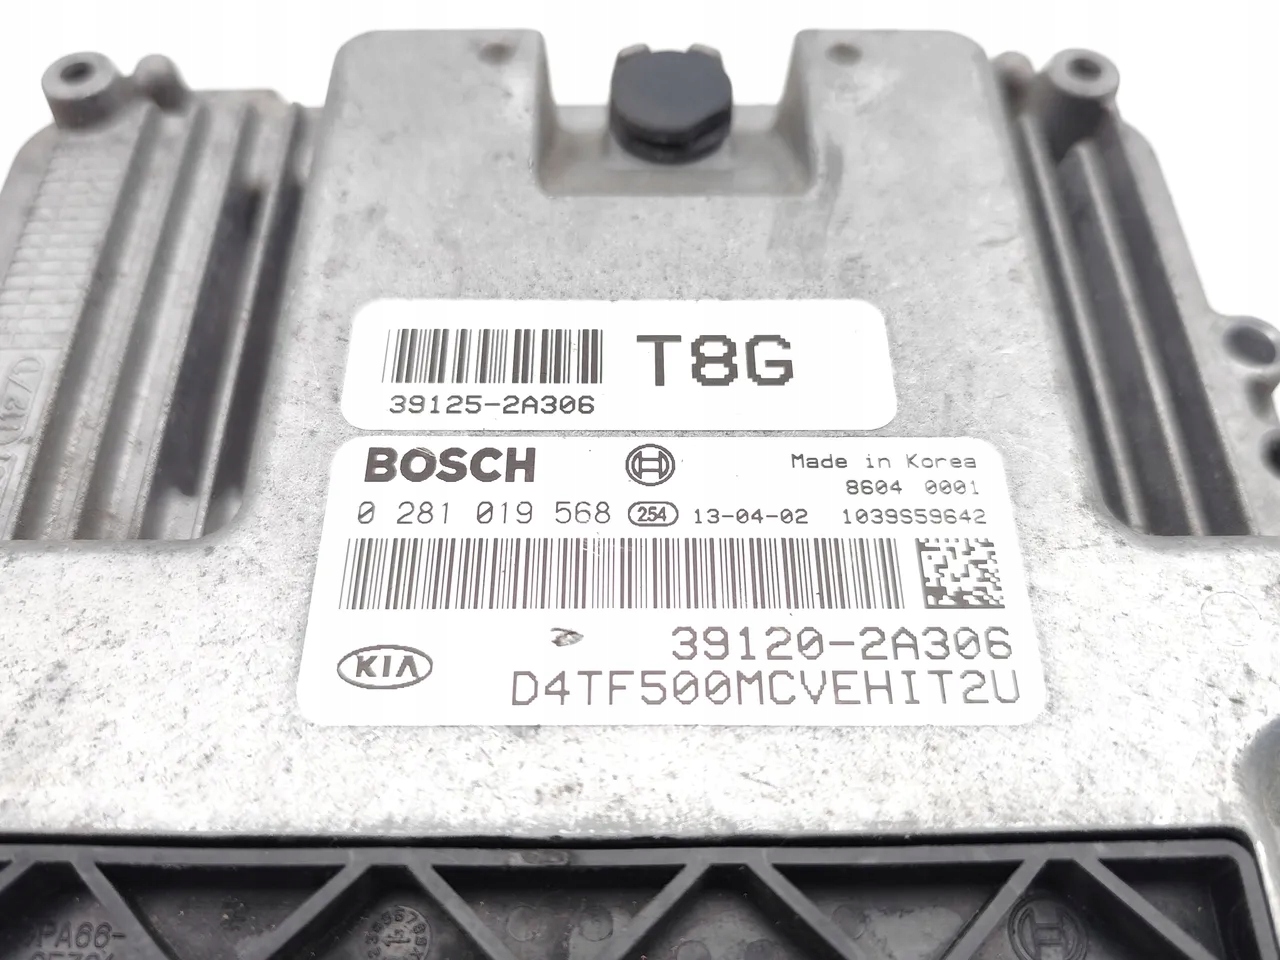 T8G
39125-2A306
BOSCH
Made in Korea
8604 0001
0 281 019 568 254 13-04-02 1039S59642
39120-2A306
KIA
D4TF500MCVEHIT2U
PA66-